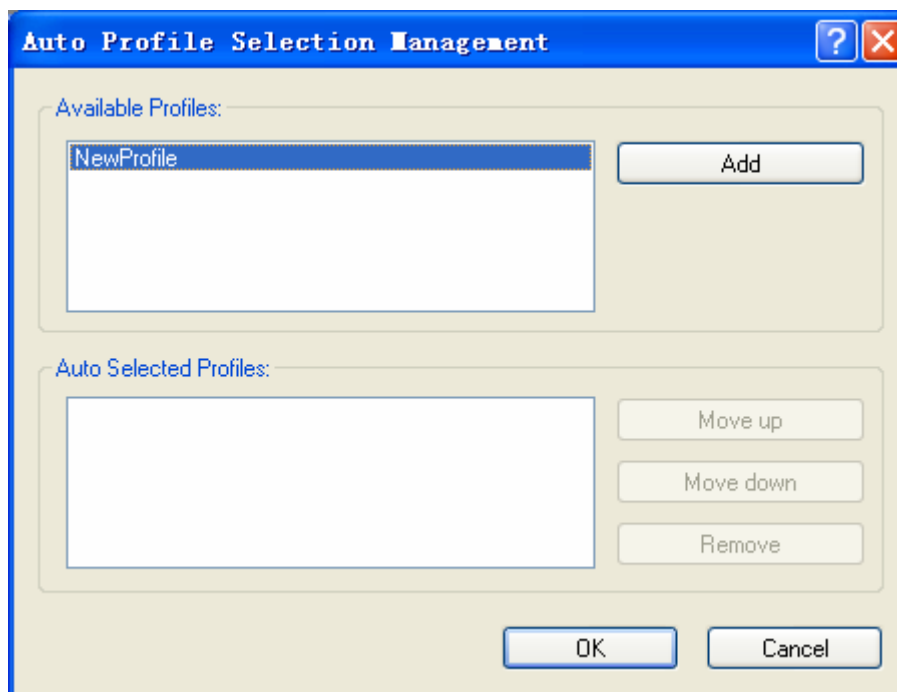 Auto Profile Selection Management
Available Profiles:
NewProfile
Add
Auto Selected Profiles:
Move up
Move down
Remove
OK
Cancel